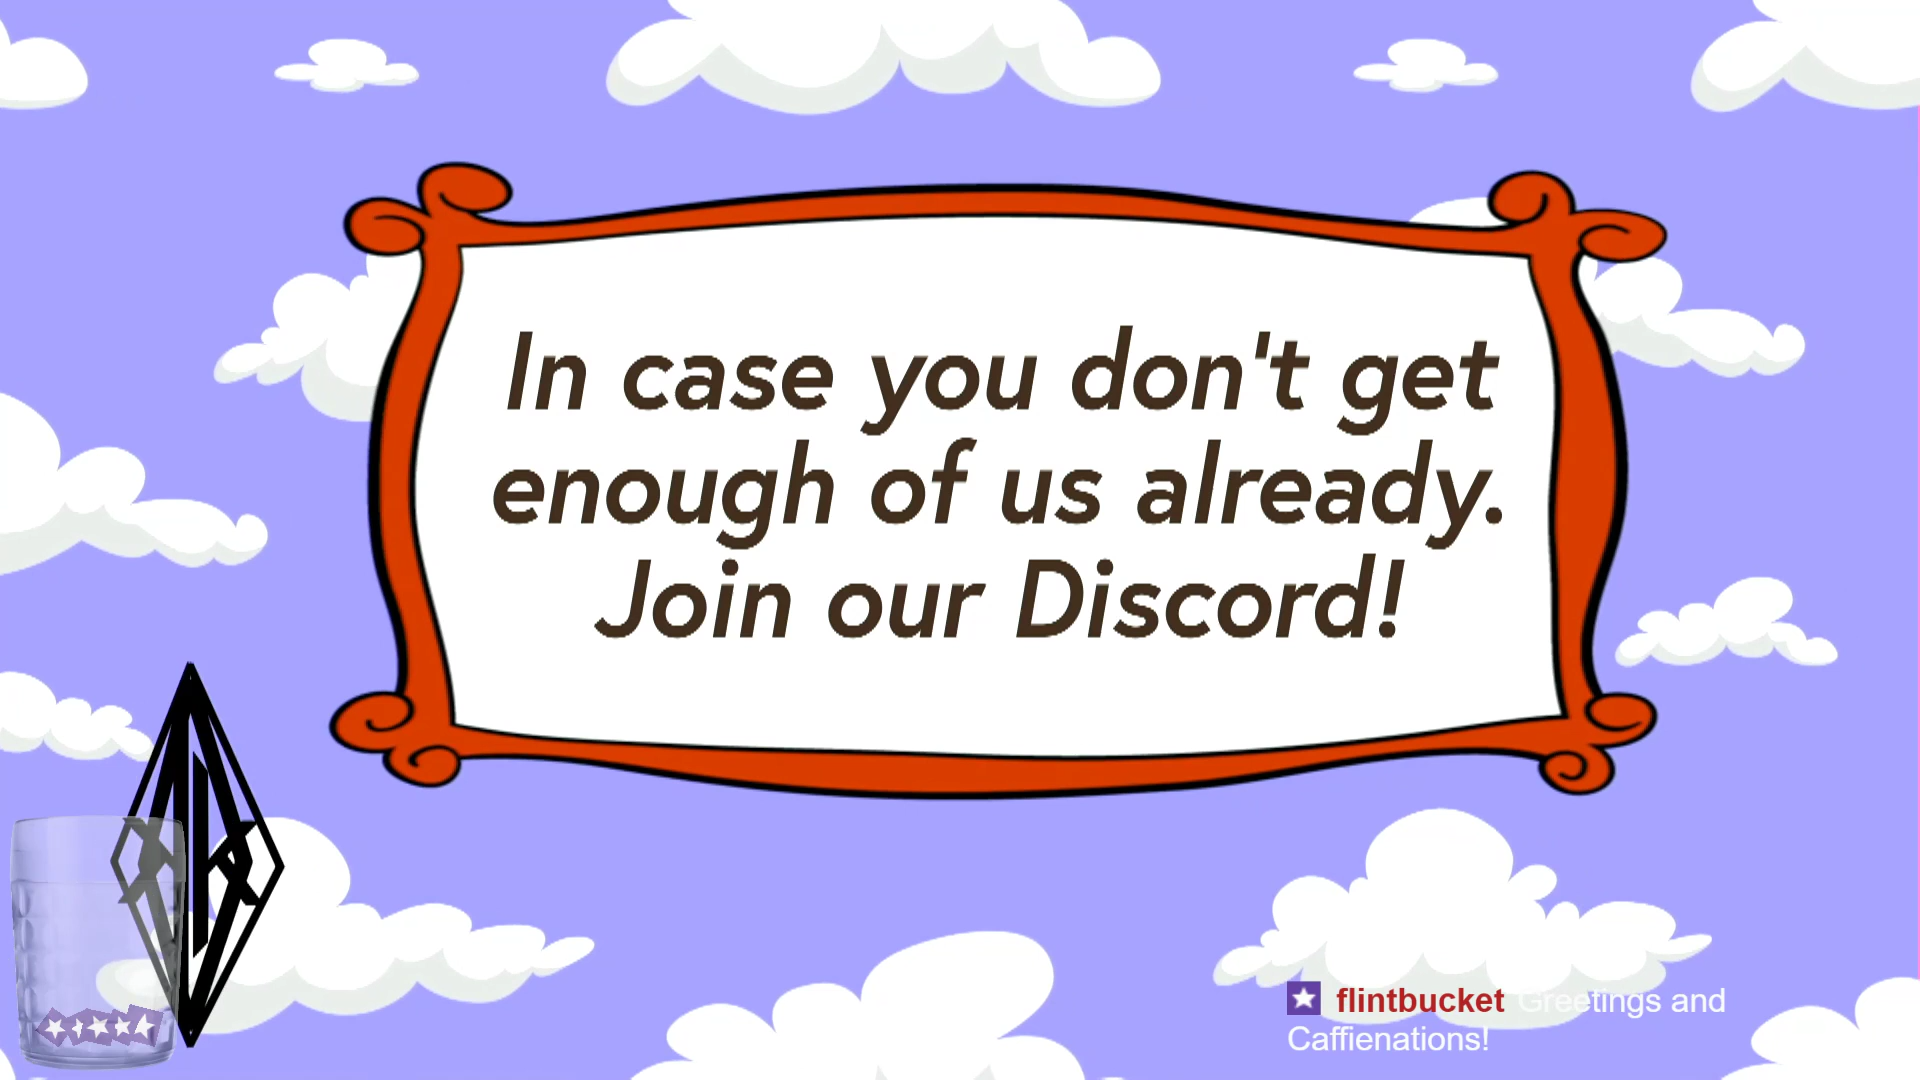 In case you don't get
enough of us already.
Join our Discord!
flintbucket Greetings and
Caffienations!